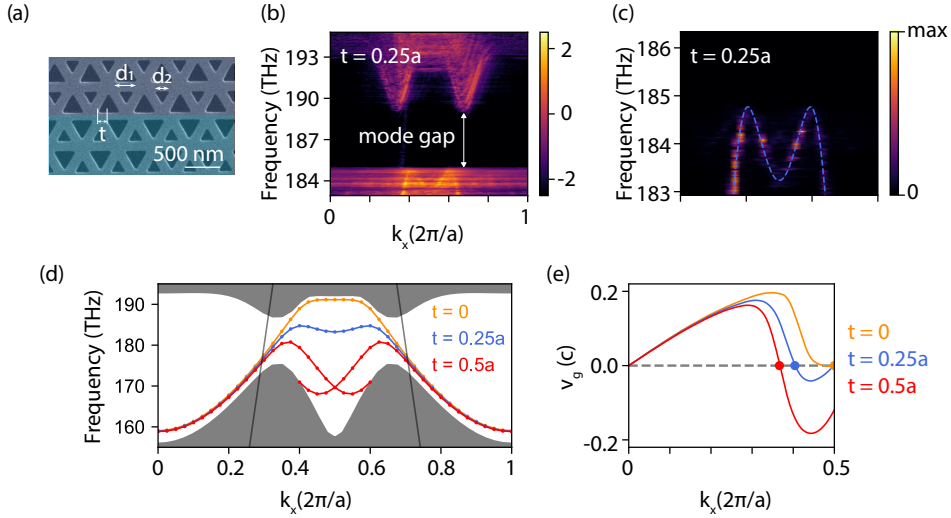 (a)
d₁
d₂
t
500 nm
(b)
Frequency (THz)
193
190
187
184
t = 0.25a
mode gap
0
1
kₓ(2π/a)
2
0
-2
(c)
Frequency (THz)
186
185
184
183
t = 0.25a
max
0
(d)
Frequency (THz)
190
180
170
160
t = 0
t = 0.25a
t = 0.5a
0
0.2
0.4
0.6
0.8
1
kₓ(2π/a)
(e)
v_g (c)
0.2
0.0
-0.2
0
0.5
kₓ(2π/a)
t = 0
t = 0.25a
t = 0.5a